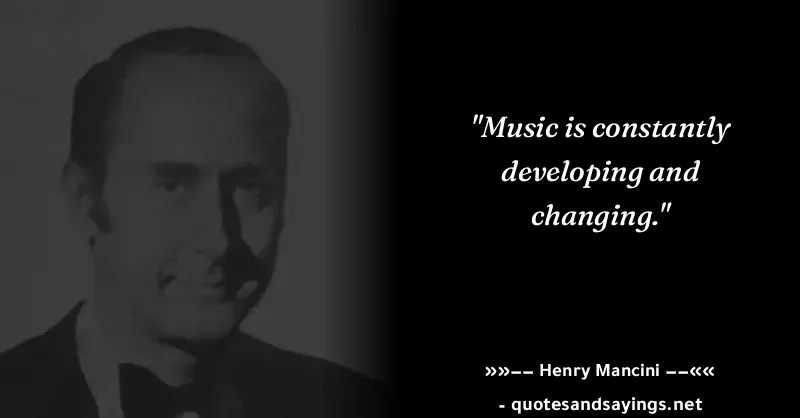 "Music is constantly
developing and
changing."
»»–– Henry Mancini ––««
- quotesandsayings.net